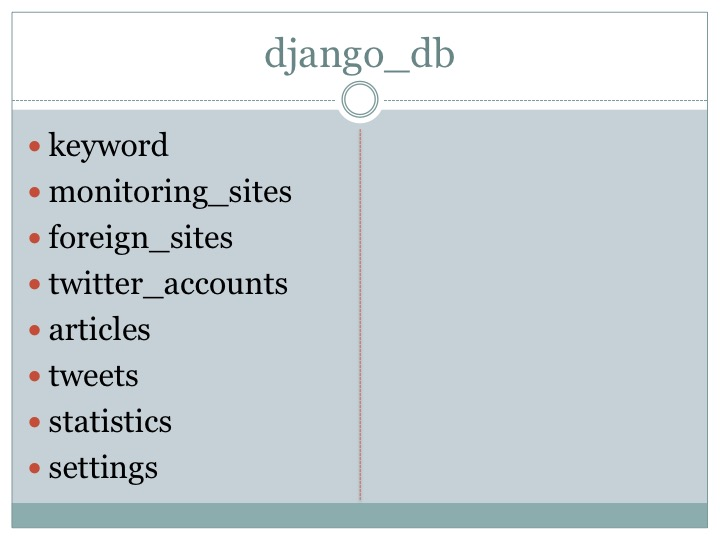 django_db
keyword
monitoring_sites
foreign_sites
twitter_accounts
articles
tweets
statistics
settings